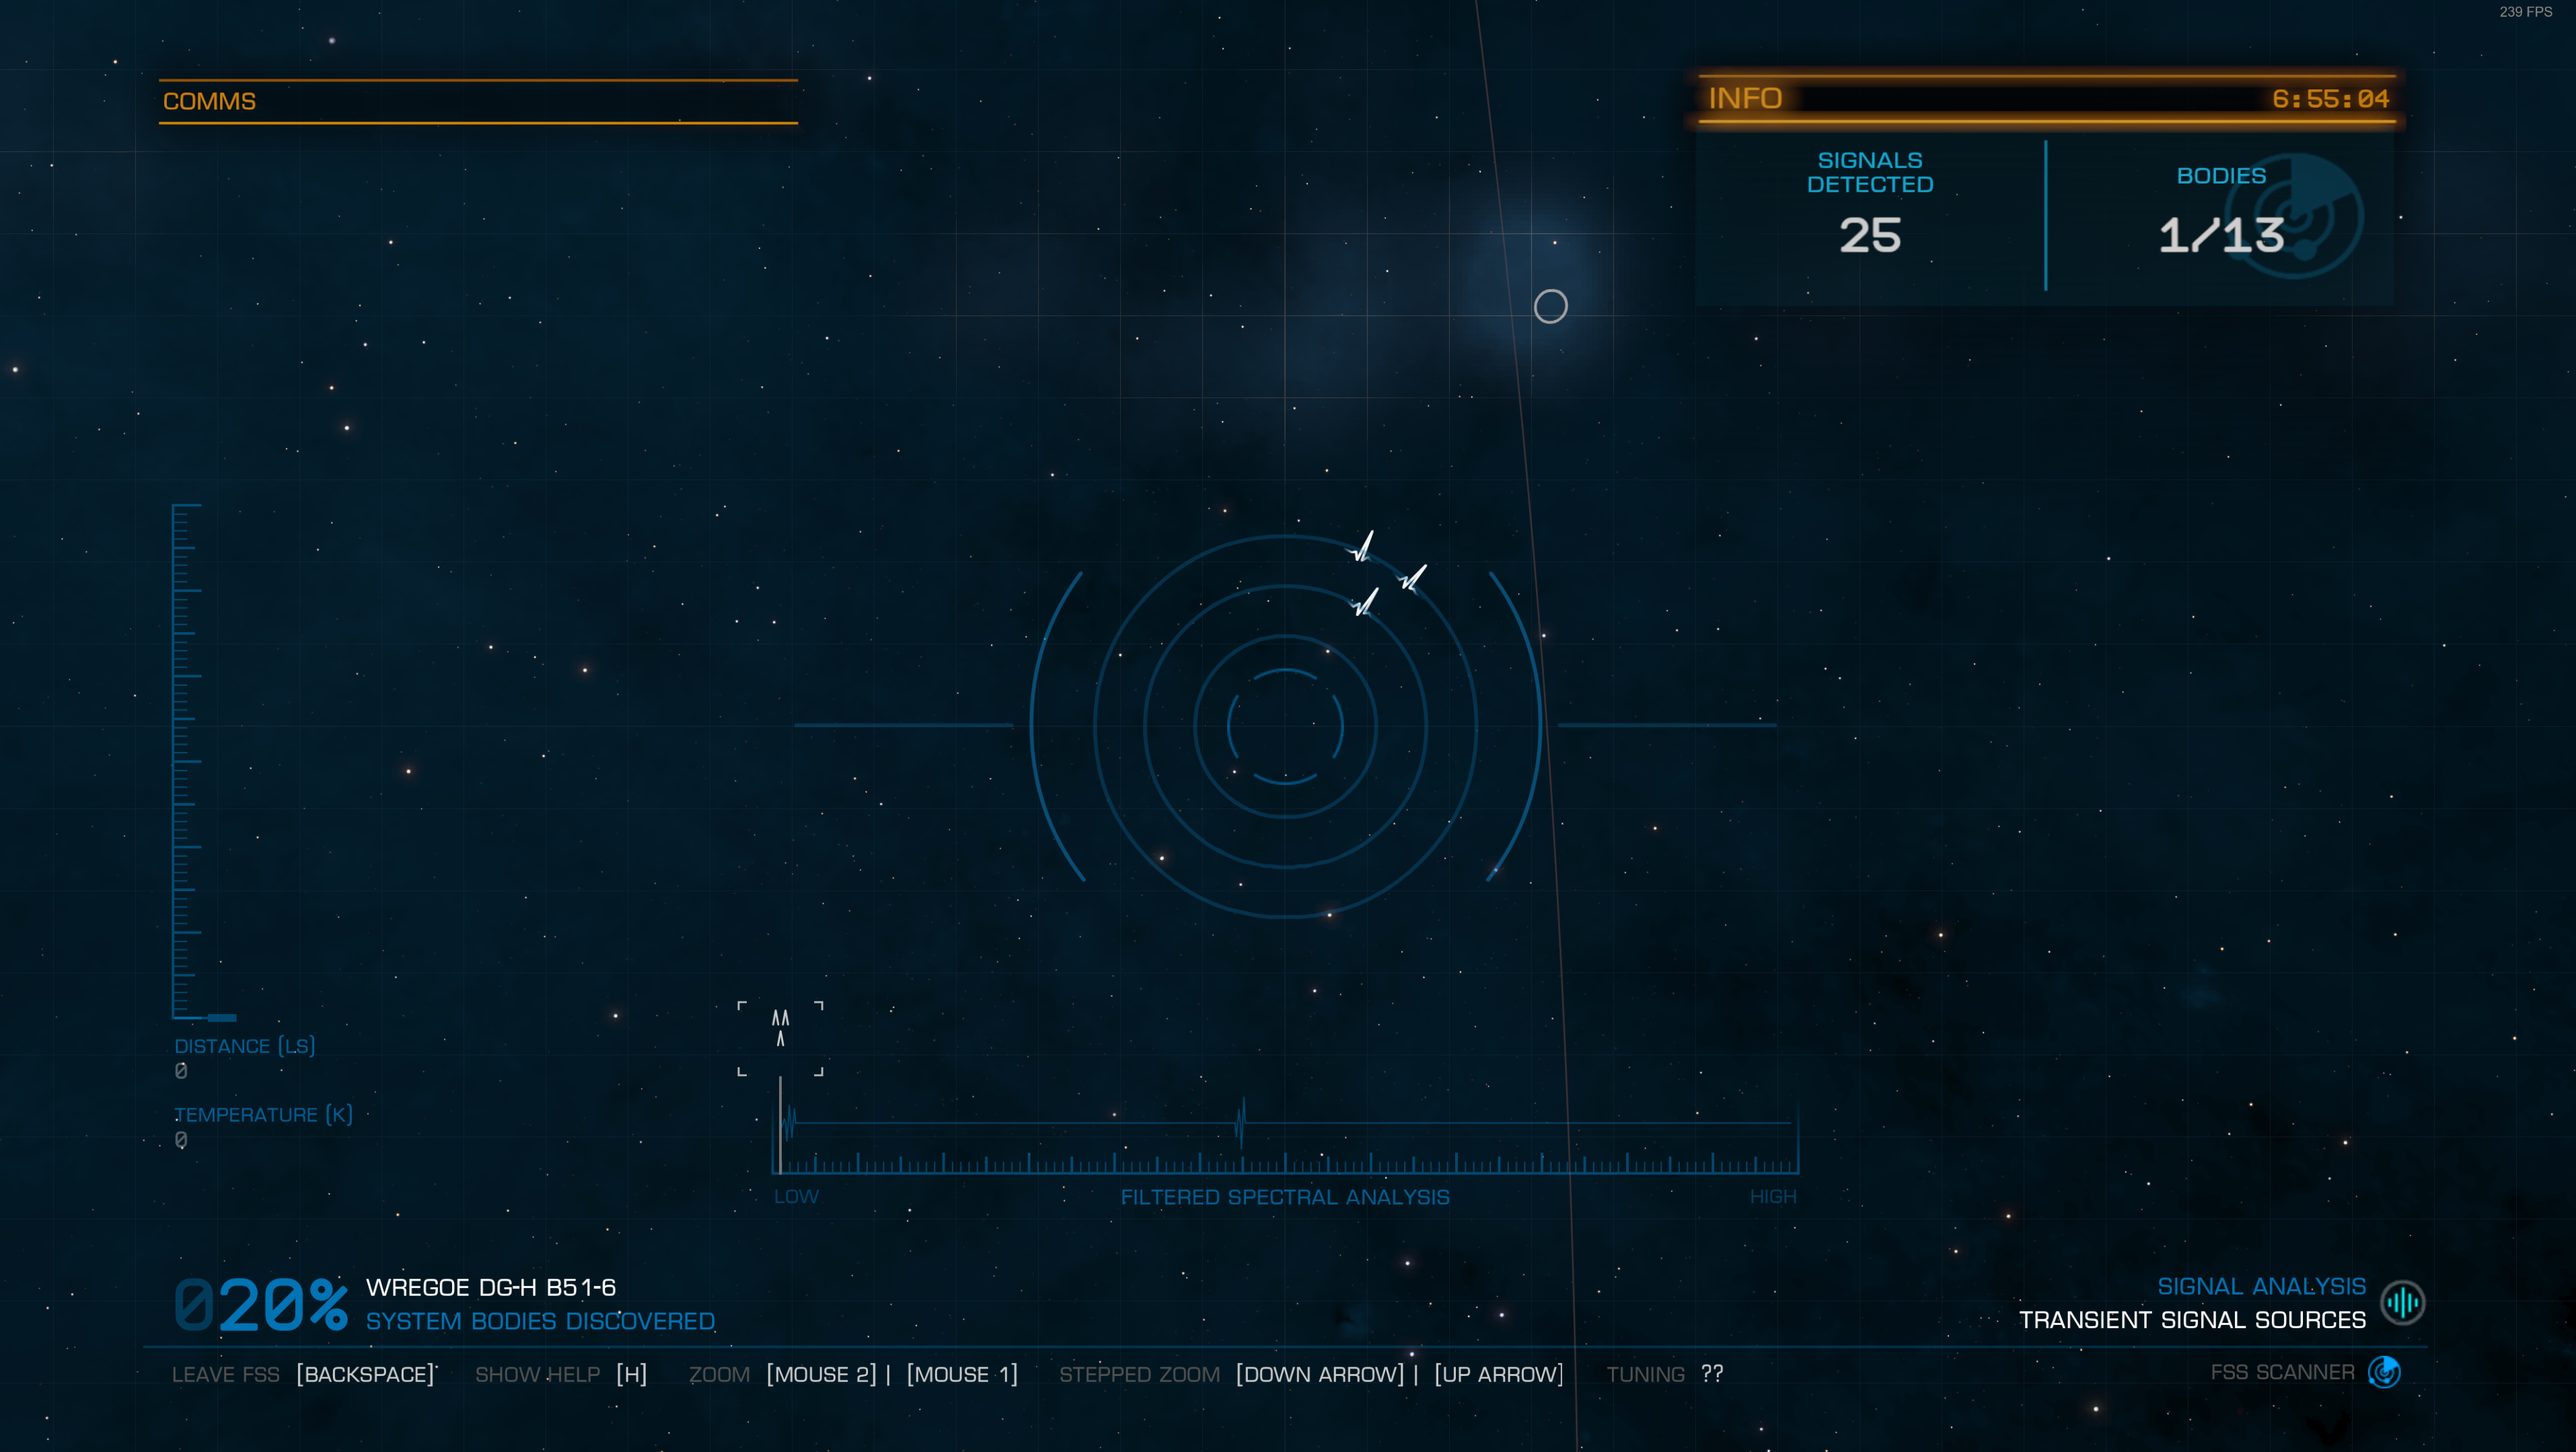 239 FPS
COMMS
INFO 6:55:04
SIGNALS DETECTED
25
BODIES
1/13
DISTANCE (LS)
0
TEMPERATURE (K)
0
LOW FILTERED SPECTRAL ANALYSIS HIGH
020% WREGOE DG-H B51-6
SYSTEM BODIES DISCOVERED
SIGNAL ANALYSIS
TRANSIENT SIGNAL SOURCES
LEAVE FSS [BACKSPACE] SHOW HELP [H] ZOOM [MOUSE 2] | [MOUSE 1] STEPPED ZOOM [DOWN ARROW] | [UP ARROW] TUNING ?? FSS SCANNER